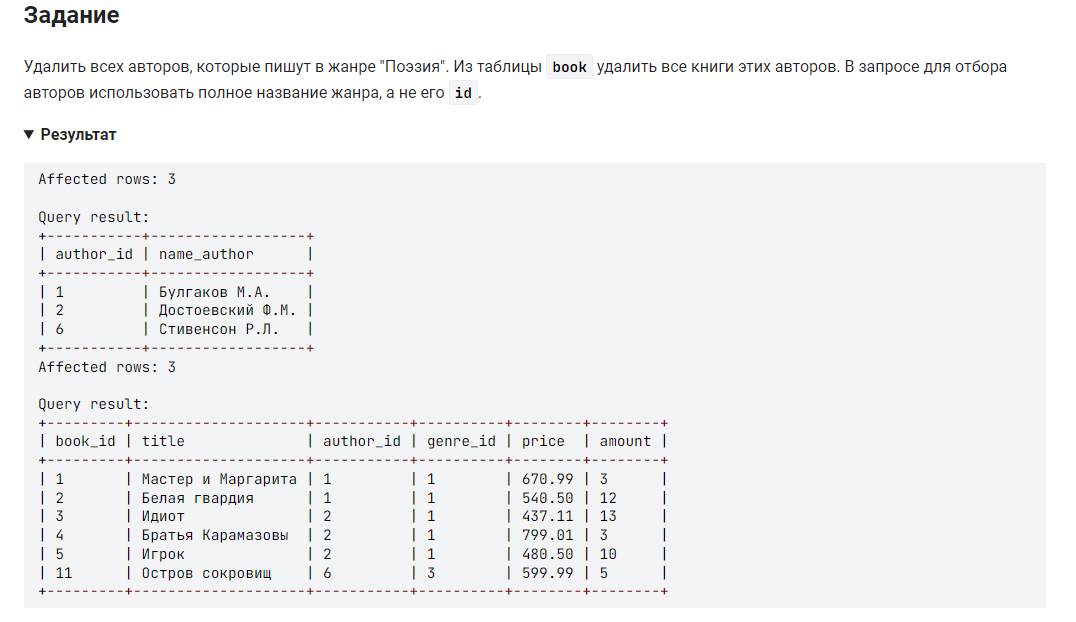 Задание
Удалить всех авторов, которые пишут в жанре "Поэзия". Из таблицы book удалить все книги этих авторов. В запросе для отбора
авторов использовать полное название жанра, а не его id .
▼ Результат
Affected rows: 3
Query result:
+-----------+------------------+
| author_id | name_author      |
+-----------+------------------+
| 1         | Булгаков М.А.    |
| 2         | Достоевский Ф.М. |
| 6         | Стивенсон Р.Л.   |
+-----------+------------------+
Affected rows: 3
Query result:
+---------+--------------------+-----------+----------+--------+--------+
| book_id | title              | author_id | genre_id | price  | amount |
+---------+--------------------+-----------+----------+--------+--------+
| 1       | Мастер и Маргарита | 1         | 1        | 670.99 | 3      |
| 2       | Белая гвардия      | 1         | 1        | 540.50 | 12     |
| 3       | Идиот              | 2         | 1        | 437.11 | 13     |
| 4       | Братья Карамазовы  | 2         | 1        | 799.01 | 3      |
| 5       | Игрок              | 2         | 1        | 480.50 | 10     |
| 11      | Остров сокровищ    | 6         | 3        | 599.99 | 5      |
+---------+--------------------+-----------+----------+--------+--------+